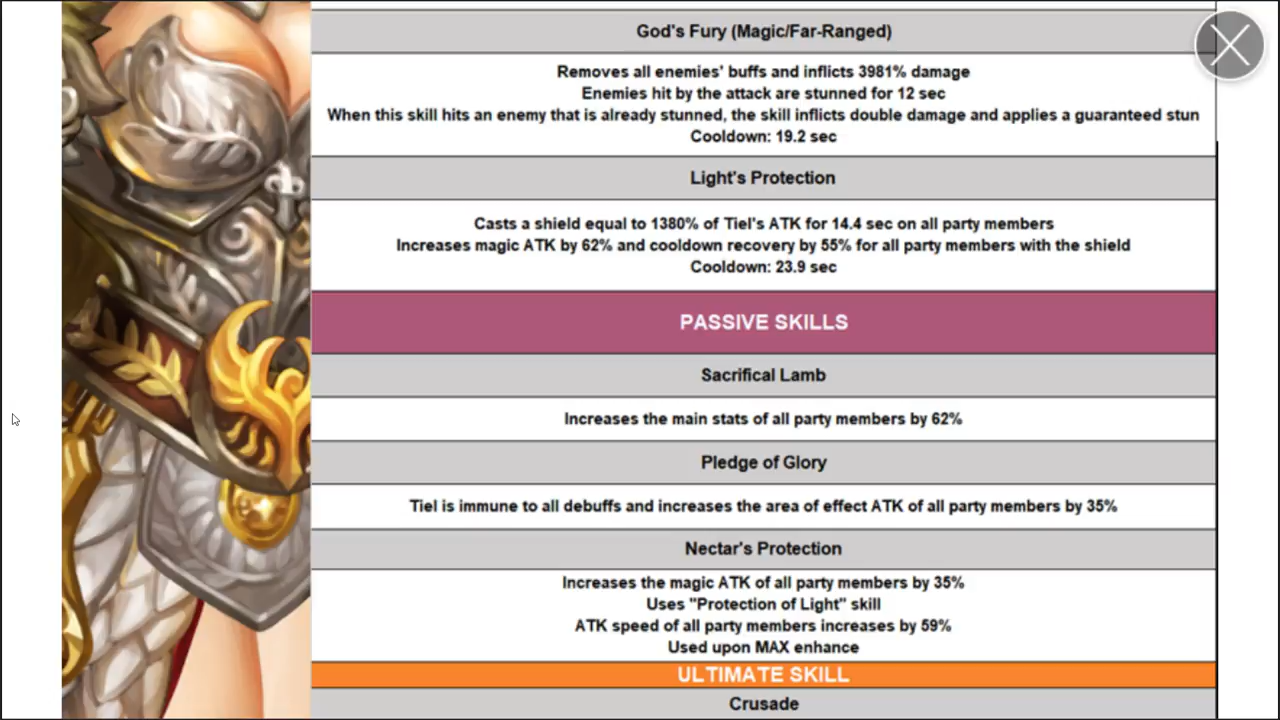 God's Fury (Magic/Far-Ranged)
Removes all enemies' buffs and inflicts 3981% damage
Enemies hit by the attack are stunned for 12 sec
When this skill hits an enemy that is already stunned, the skill inflicts double damage and applies a guaranteed stun
Cooldown: 19.2 sec
Light's Protection
Casts a shield equal to 1380% of Tiel's ATK for 14.4 sec on all party members
Increases magic ATK by 62% and cooldown recovery by 55% for all party members with the shield
Cooldown: 23.9 sec
PASSIVE SKILLS
Sacrifical Lamb
Increases the main stats of all party members by 62%
Pledge of Glory
Tiel is immune to all debuffs and increases the area of effect ATK of all party members by 35%
Nectar's Protection
Increases the magic ATK of all party members by 35%
Uses "Protection of Light" skill
ATK speed of all party members increases by 59%
Used upon MAX enhance
ULTIMATE SKILL
Crusade